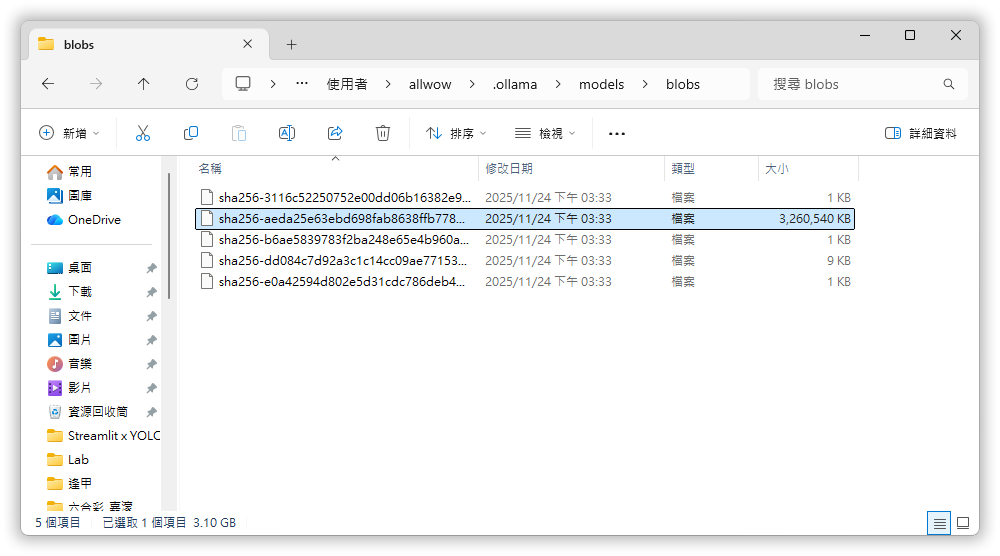 blobs
使用者 allwow .ollama models blobs
搜尋 blobs
新增 排序 檢視 詳細資料
常用
圖庫
OneDrive
桌面
下載
文件
圖片
音樂
影片
資源回收筒
Streamlit x YOLO
Lab
逢甲
六合彩_嘉濱
名稱 修改日期 類型 大小
sha256-3116c52250752e00dd06b16382e9... 2025/11/24 下午 03:33 檔案 1 KB
sha256-aeda25e63ebd698fab8638ffb778... 2025/11/24 下午 03:33 檔案 3,260,540 KB
sha256-b6ae5839783f2ba248e65e4b960a... 2025/11/24 下午 03:33 檔案 1 KB
sha256-dd084c7d92a3c1c14cc09ae77153... 2025/11/24 下午 03:33 檔案 9 KB
sha256-e0a42594d802e5d31cdc786deb4... 2025/11/24 下午 03:33 檔案 1 KB
5 個項目 已選取 1 個項目 3.10 GB